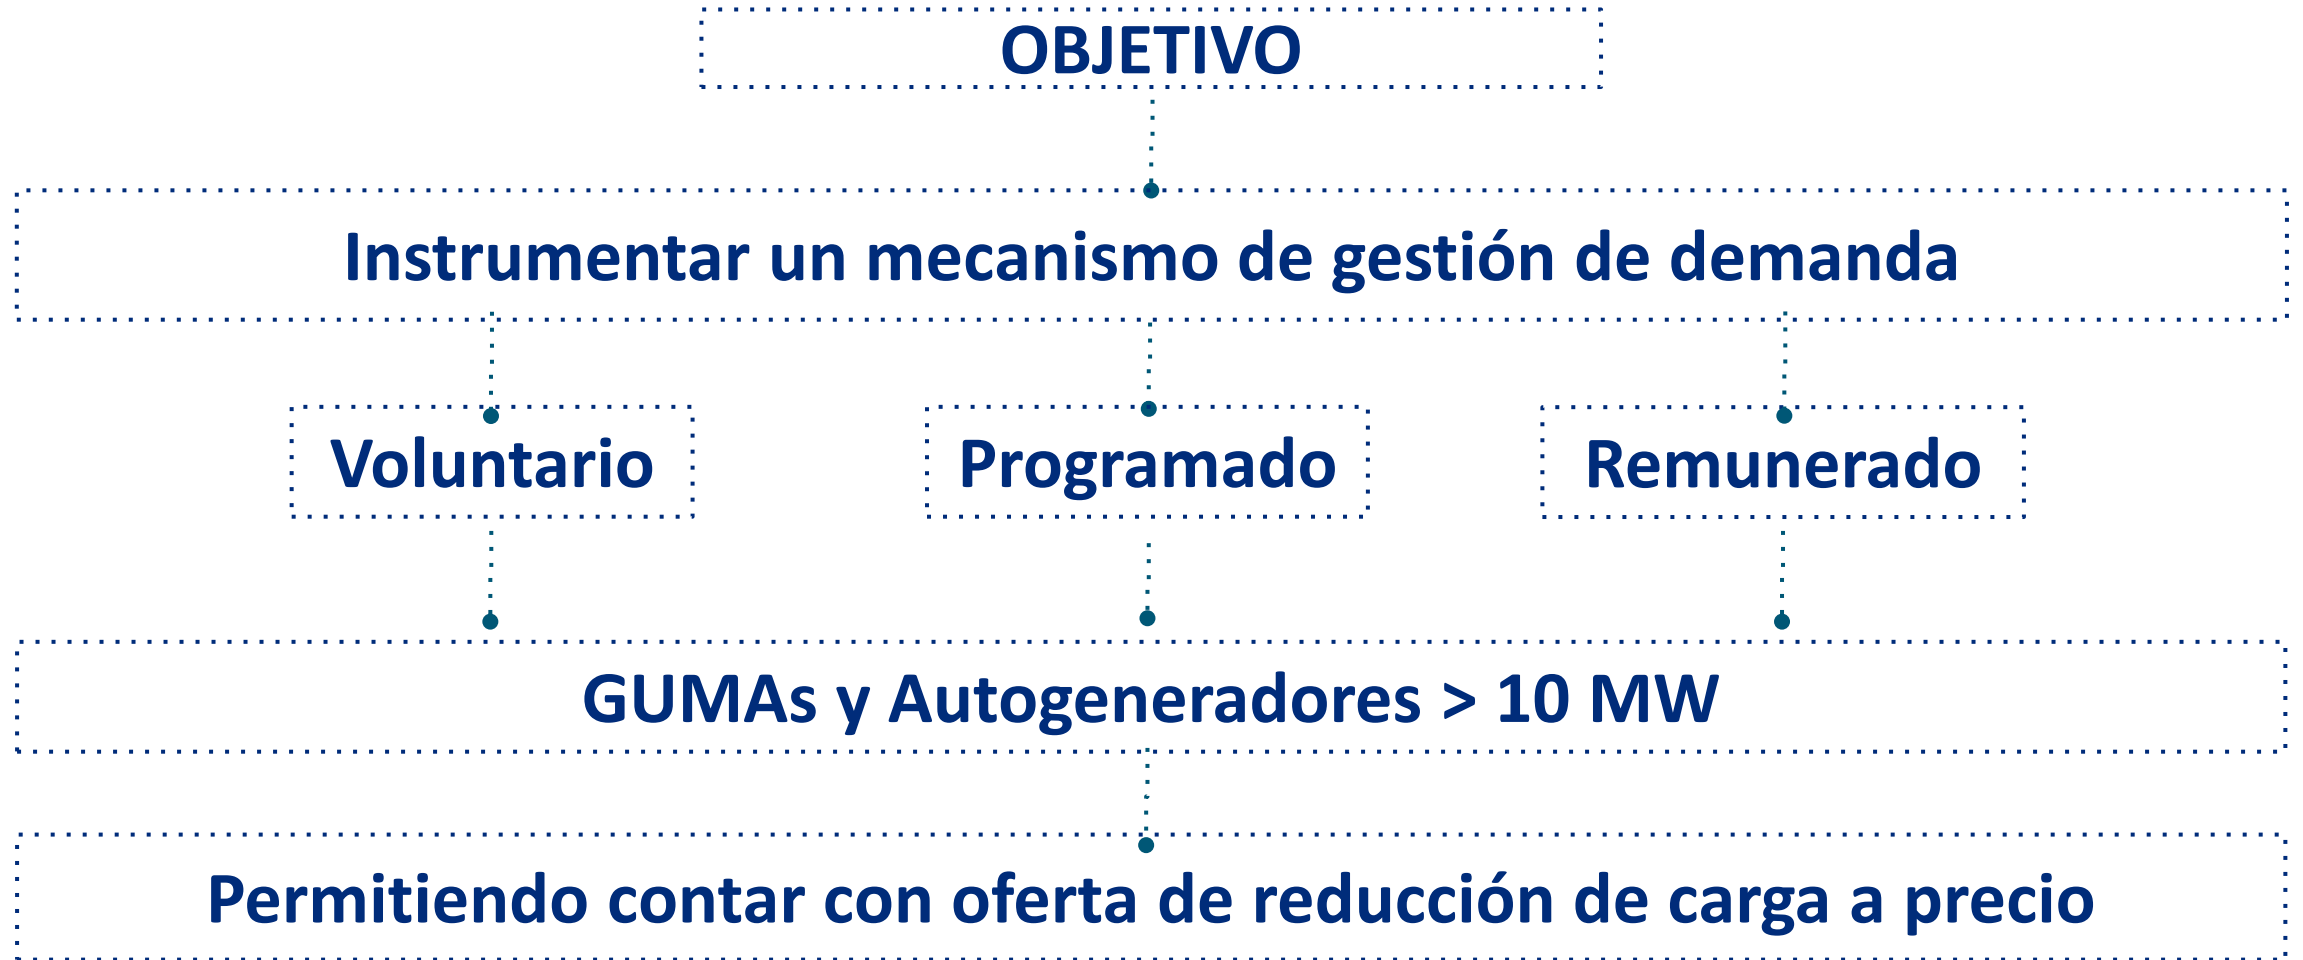 OBJETIVO
Instrumentar un mecanismo de gestión de demanda
Voluntario
Programado
Remunerado
GUMAs y Autogeneradores > 10 MW
Permitiendo contar con oferta de reducción de carga a precio